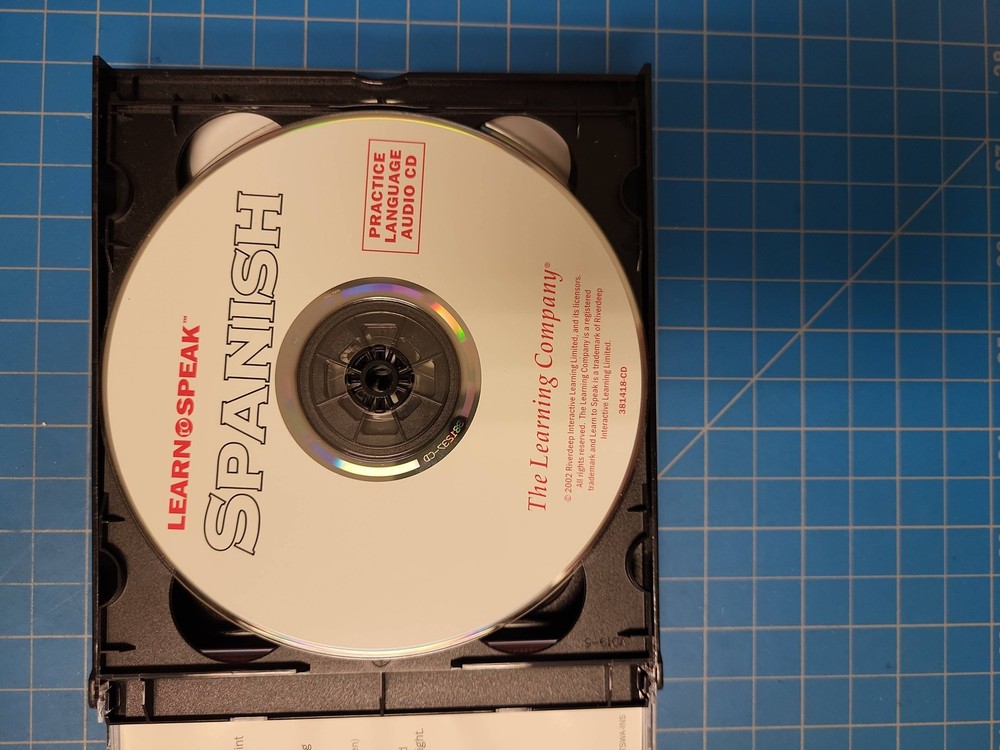 LEARN TO SPEAK™
SPANISH
PRACTICE
LANGUAGE
AUDIO CD
The Learning Company®
© 2002 Riverdeep Interactive Learning Limited, and its licensors.
All rights reserved. The Learning Company is a registered
trademark and Learn to Speak is a trademark of Riverdeep
Interactive Learning Limited.
381418-CD